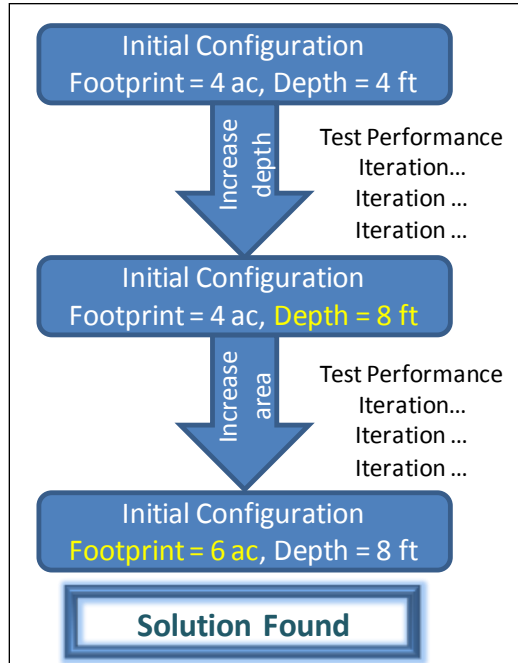 Initial Configuration
Footprint = 4 ac, Depth = 4 ft
Increase
depth
Test Performance
Iteration...
Iteration ...
Iteration ...
Initial Configuration
Footprint = 4 ac, Depth = 8 ft
Increase
area
Test Performance
Iteration...
Iteration ...
Iteration ...
Initial Configuration
Footprint = 6 ac, Depth = 8 ft
Solution Found